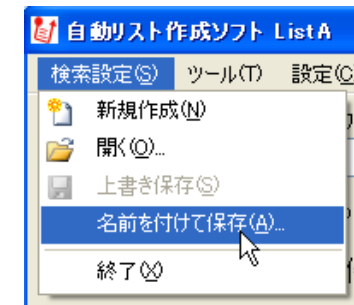 自動リスト作成ソフト ListA
検索設定(S) ツール(T) 設定(O
新規作成(N)
開く(O)...
上書き保存(S)
名前を付けて保存(A)...
終了(X)